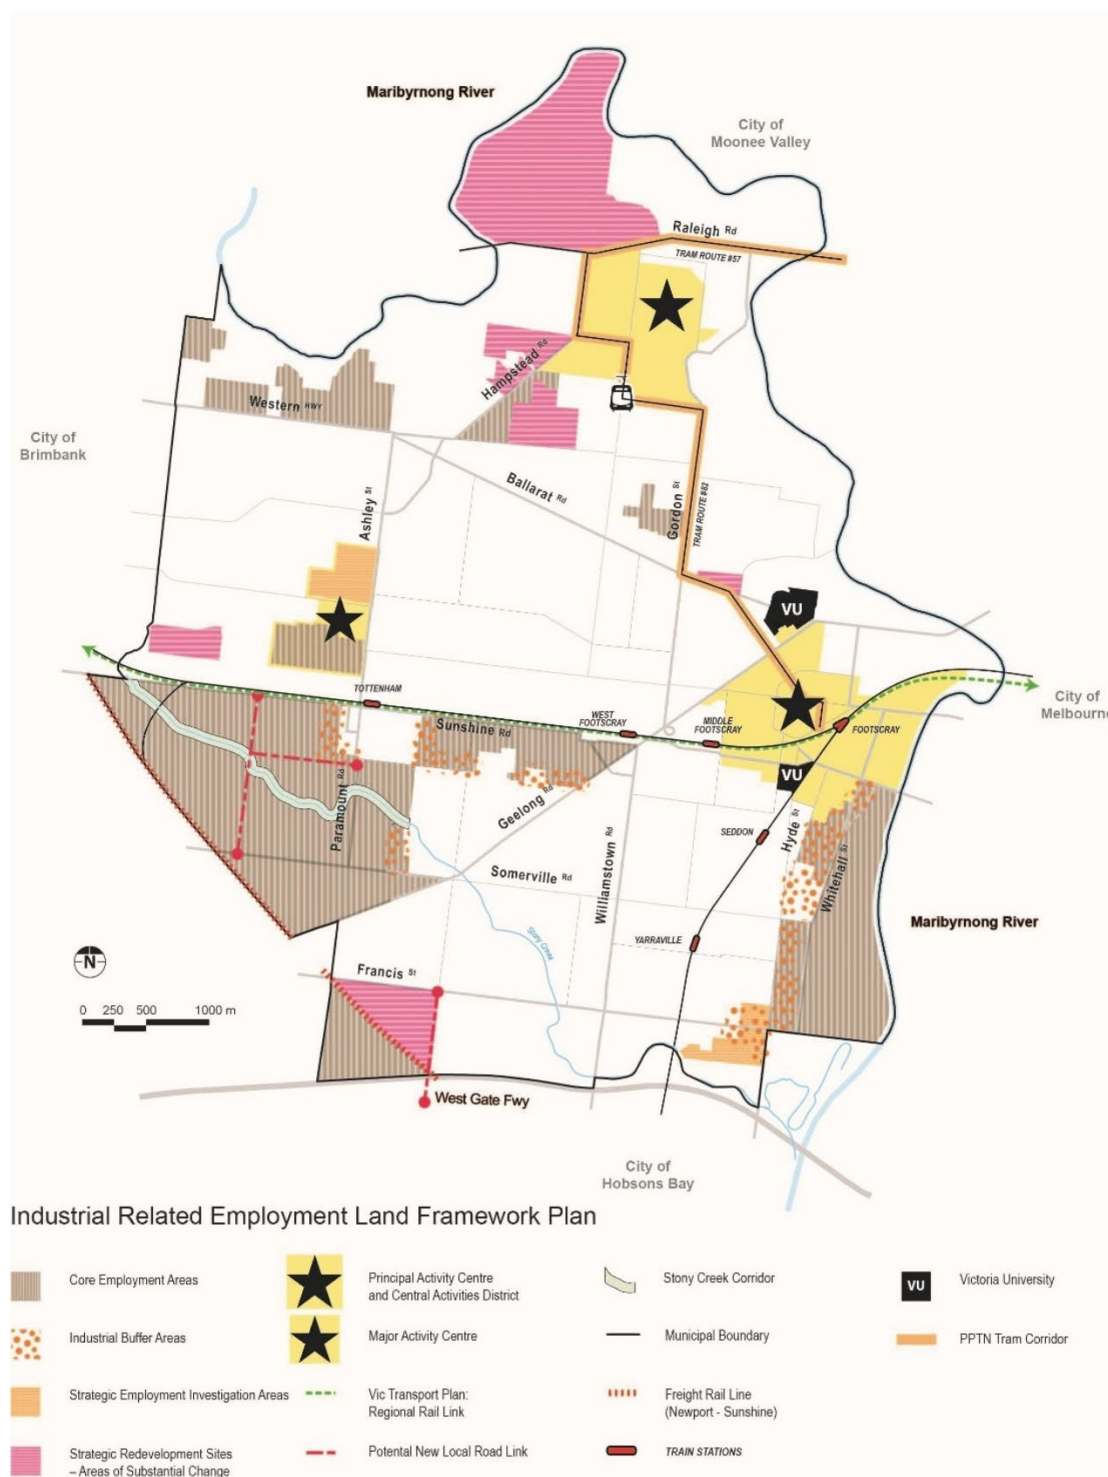 Maribyrnong River
City of
Moonee Valley
Raleigh Rd
TRAM ROUTE #57
Hampstead Rd
Western HWY
City of
Brimbank
Ballarat Rd
Ashley St
Gordon St
TRAM ROUTE #82
VU
TOTTENHAM
WEST
FOOTSCRAY
MIDDLE
FOOTSCRAY
FOOTSCRAY
City of
Melbourne
Sunshine Rd
VU
Paramount Rd
Geelong Rd
SEDDON
Hyde St
Whitehall St
Somerville Rd
Williamstown Rd
Maribyrnong River
YARRAVILLE
Stony Creek
N
Francis St
0 250 500 1000 m
West Gate Fwy
City of
Hobsons Bay
Industrial Related Employment Land Framework Plan
Core Employment Areas
Industrial Buffer Areas
Strategic Employment Investigation Areas
Strategic Redevelopment Sites
– Areas of Substantial Change
Principal Activity Centre
and Central Activities District
Major Activity Centre
Vic Transport Plan:
Regional Rail Link
Potental New Local Road Link
Stony Creek Corridor
Municipal Boundary
Freight Rail Line
(Newport - Sunshine)
TRAIN STATIONS
VU
Victoria University
PPTN Tram Corridor